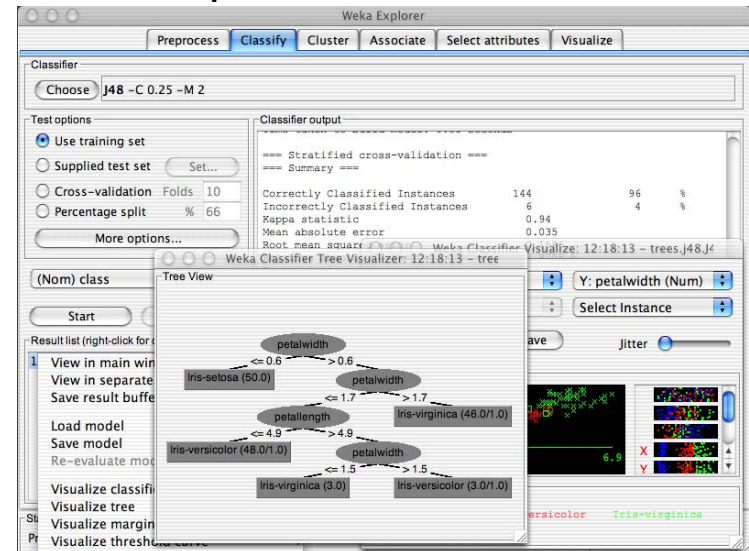 Weka Explorer
Preprocess Classify Cluster Associate Select attributes Visualize
Classifier
Choose J48 -C 0.25 -M 2
Test options
Use training set
Supplied test set Set...
Cross-validation Folds 10
Percentage split % 66
More options...
(Nom) class
Start
Result list (right-click for
Classifier output
=== Stratified cross-validation ===
=== Summary ===
Correctly Classified Instances 144 96 %
Incorrectly Classified Instances 6 4 %
Kappa statistic 0.94
Mean absolute error 0.035
Root mean square
Weka Classifier Visualize: 12:18:13 - trees.j48.J4
Y: petalwidth (Num)
Select Instance
Jitter
6.9
X
Y
ersicolor Iris-virginica
Weka Classifier Tree Visualizer: 12:18:13 - tree
Tree View
petalwidth
<= 0.6 > 0.6
Iris-setosa (50.0) petalwidth
<= 1.7 > 1.7
petallength Iris-virginica (46.0/1.0)
<= 4.9 > 4.9
Iris-versicolor (48.0/1.0) petalwidth
<= 1.5 > 1.5
Iris-virginica (3.0) Iris-versicolor (3.0/1.0)
View in main win
View in separate
Save result buffe
Load model
Save model
Re-evaluate mod
Visualize classifi
Visualize tree
Visualize margin
Visualize threshold curve